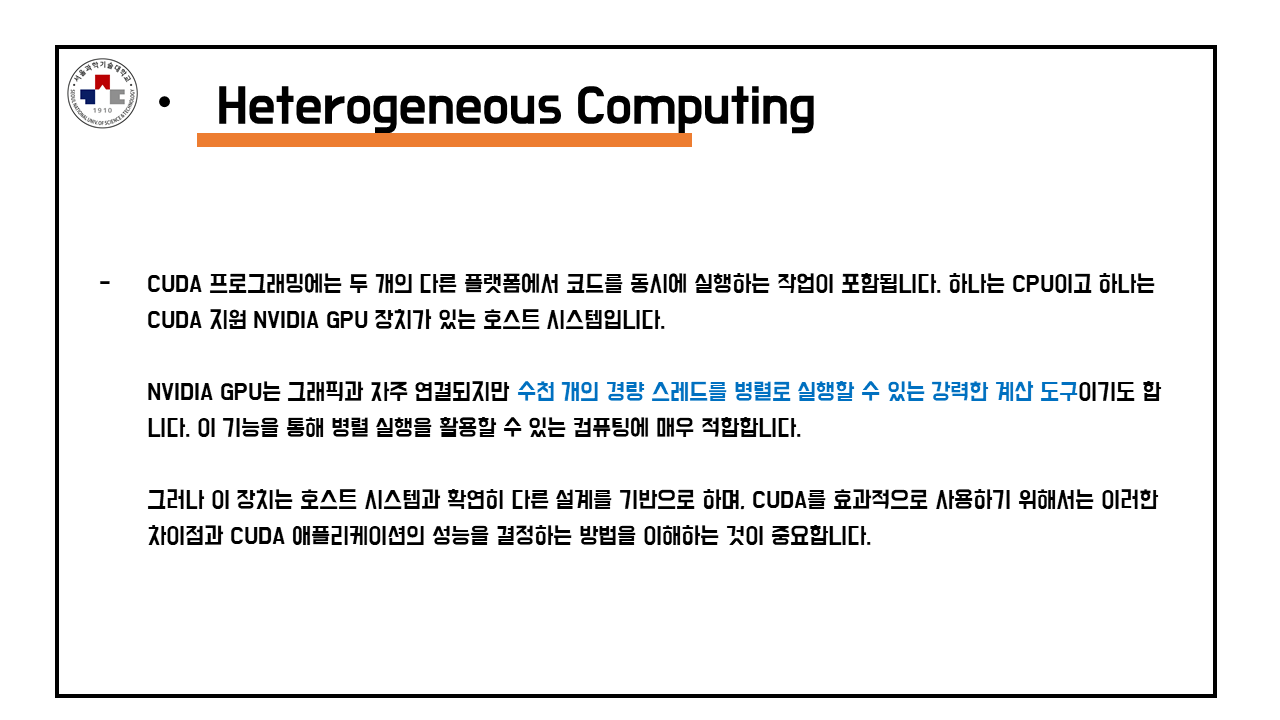 서울과학기술대학교
SEOUL NATIONAL UNIV. OF SCIENCE & TECHNOLOGY
1910
• Heterogeneous Computing
- CUDA 프로그래밍에는 두 개의 다른 플랫폼에서 코드를 동시에 실행하는 작업이 포함됩니다. 하나는 CPU이고 하나는
CUDA 지원 NVIDIA GPU 장치가 있는 호스트 시스템입니다.
NVIDIA GPU는 그래픽과 자주 연결되지만 수천 개의 경량 스레드를 병렬로 실행할 수 있는 강력한 계산 도구이기도 합
니다. 이 기능을 통해 병렬 실행을 활용할 수 있는 컴퓨팅에 매우 적합합니다.
그러나 이 장치는 호스트 시스템과 확연히 다른 설계를 기반으로 하며, CUDA를 효과적으로 사용하기 위해서는 이러한
차이점과 CUDA 애플리케이션의 성능을 결정하는 방법을 이해하는 것이 중요합니다.